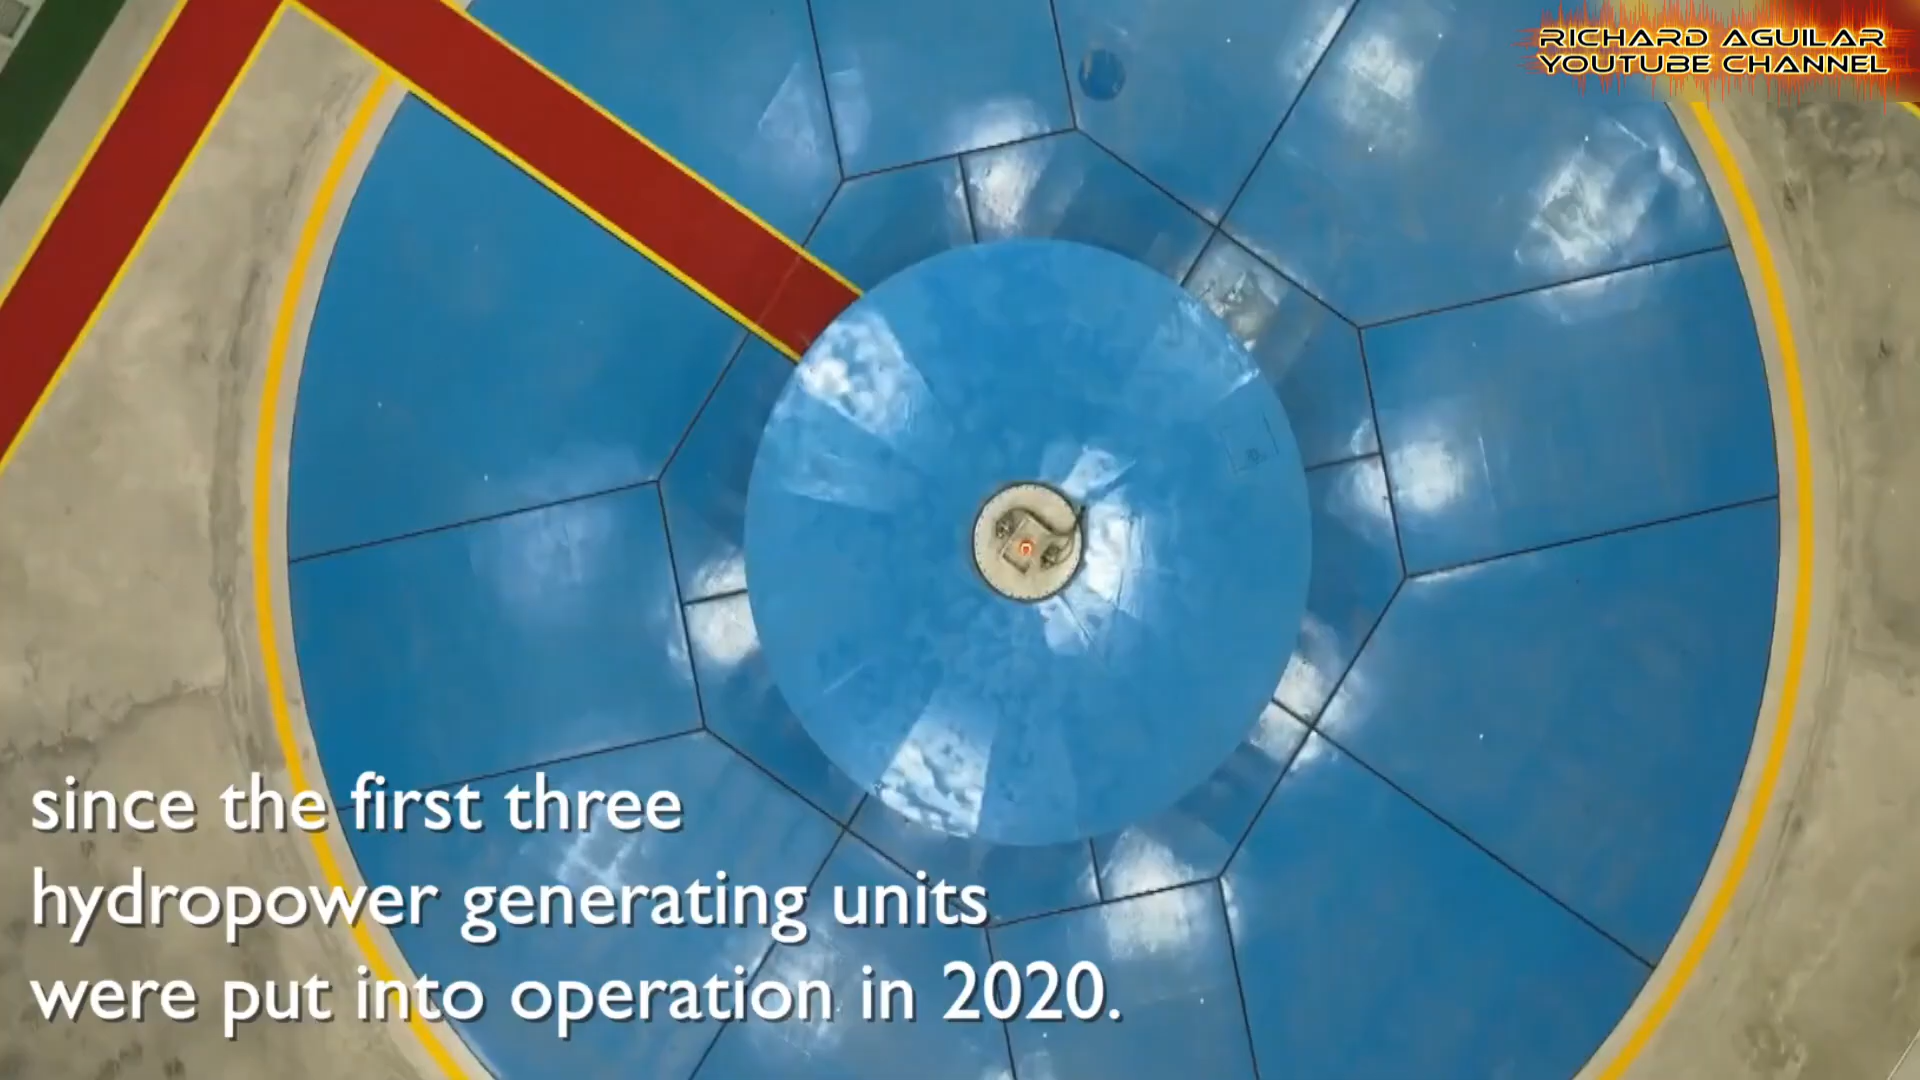 RICHARD AGUILAR
YOUTUBE CHANNEL
since the first three
hydropower generating units
were put into operation in 2020.